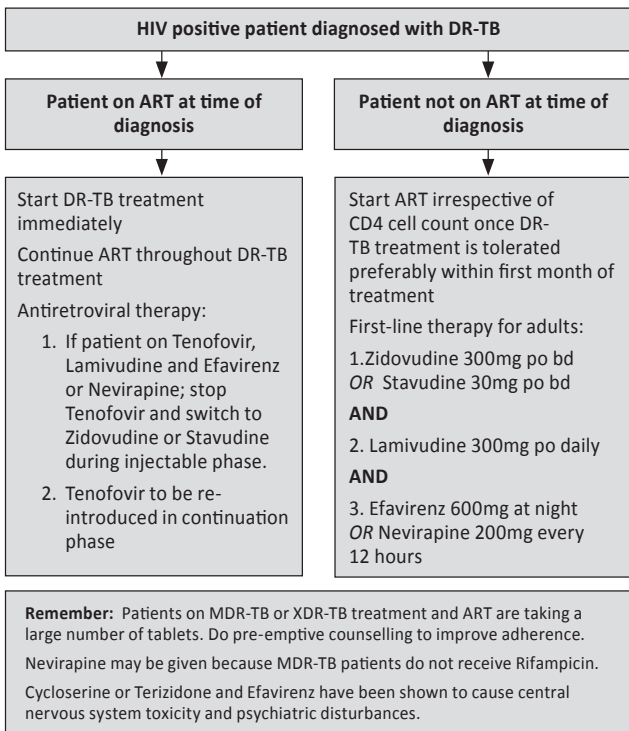 HIV positive patient diagnosed with DR-TB
Patient on ART at time of
diagnosis
Start DR-TB treatment
immediately
Continue ART throughout DR-TB
treatment
Antiretroviral therapy:
1. If patient on Tenofovir,
Lamivudine and Efavirenz
or Nevirapine; stop
Tenofovir and switch to
Zidovudine or Stavudine
during injectable phase.
2. Tenofovir to be re-
introduced in continuation
phase
Patient not on ART at time of
diagnosis
Start ART irrespective of
CD4 cell count once DR-
TB treatment is tolerated
preferably within first month of
treatment
First-line therapy for adults:
1.Zidovudine 300mg po bd
OR Stavudine 30mg po bd
AND
2. Lamivudine 300mg po daily
AND
3. Efavirenz 600mg at night
OR Nevirapine 200mg every
12 hours
Remember: Patients on MDR-TB or XDR-TB treatment and ART are taking a
large number of tablets. Do pre-emptive counselling to improve adherence.
Nevirapine may be given because MDR-TB patients do not receive Rifampicin.
Cycloserine or Terizidone and Efavirenz have been shown to cause central
nervous system toxicity and psychiatric disturbances.